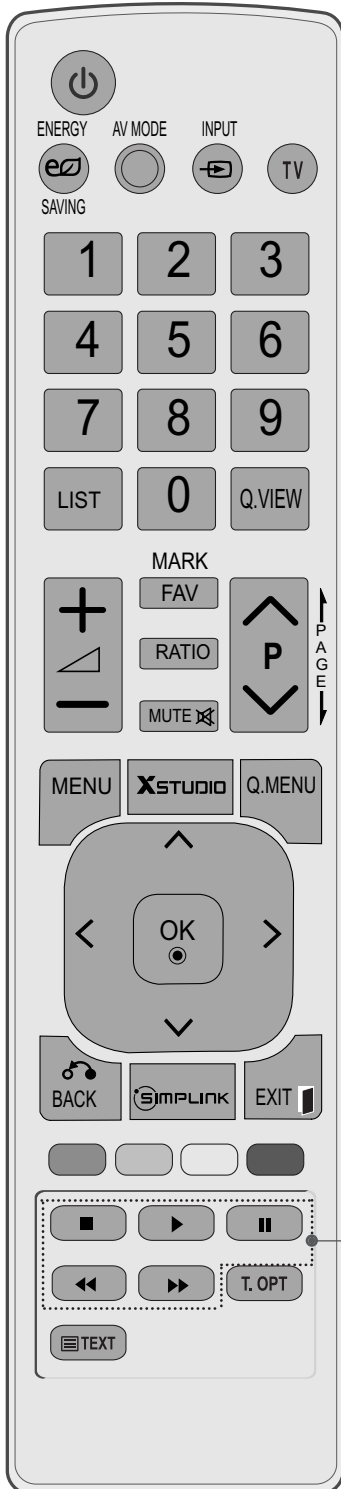 ENERGY AV MODE INPUT
TV
SAVING
1 2 3
4 5 6
7 8 9
LIST 0 Q.VIEW
MARK
FAV
RATIO
MUTE
P
PAGE
MENU XSTUDIO Q.MENU
OK
BACK SIMPLINK EXIT
T. OPT
TEXT